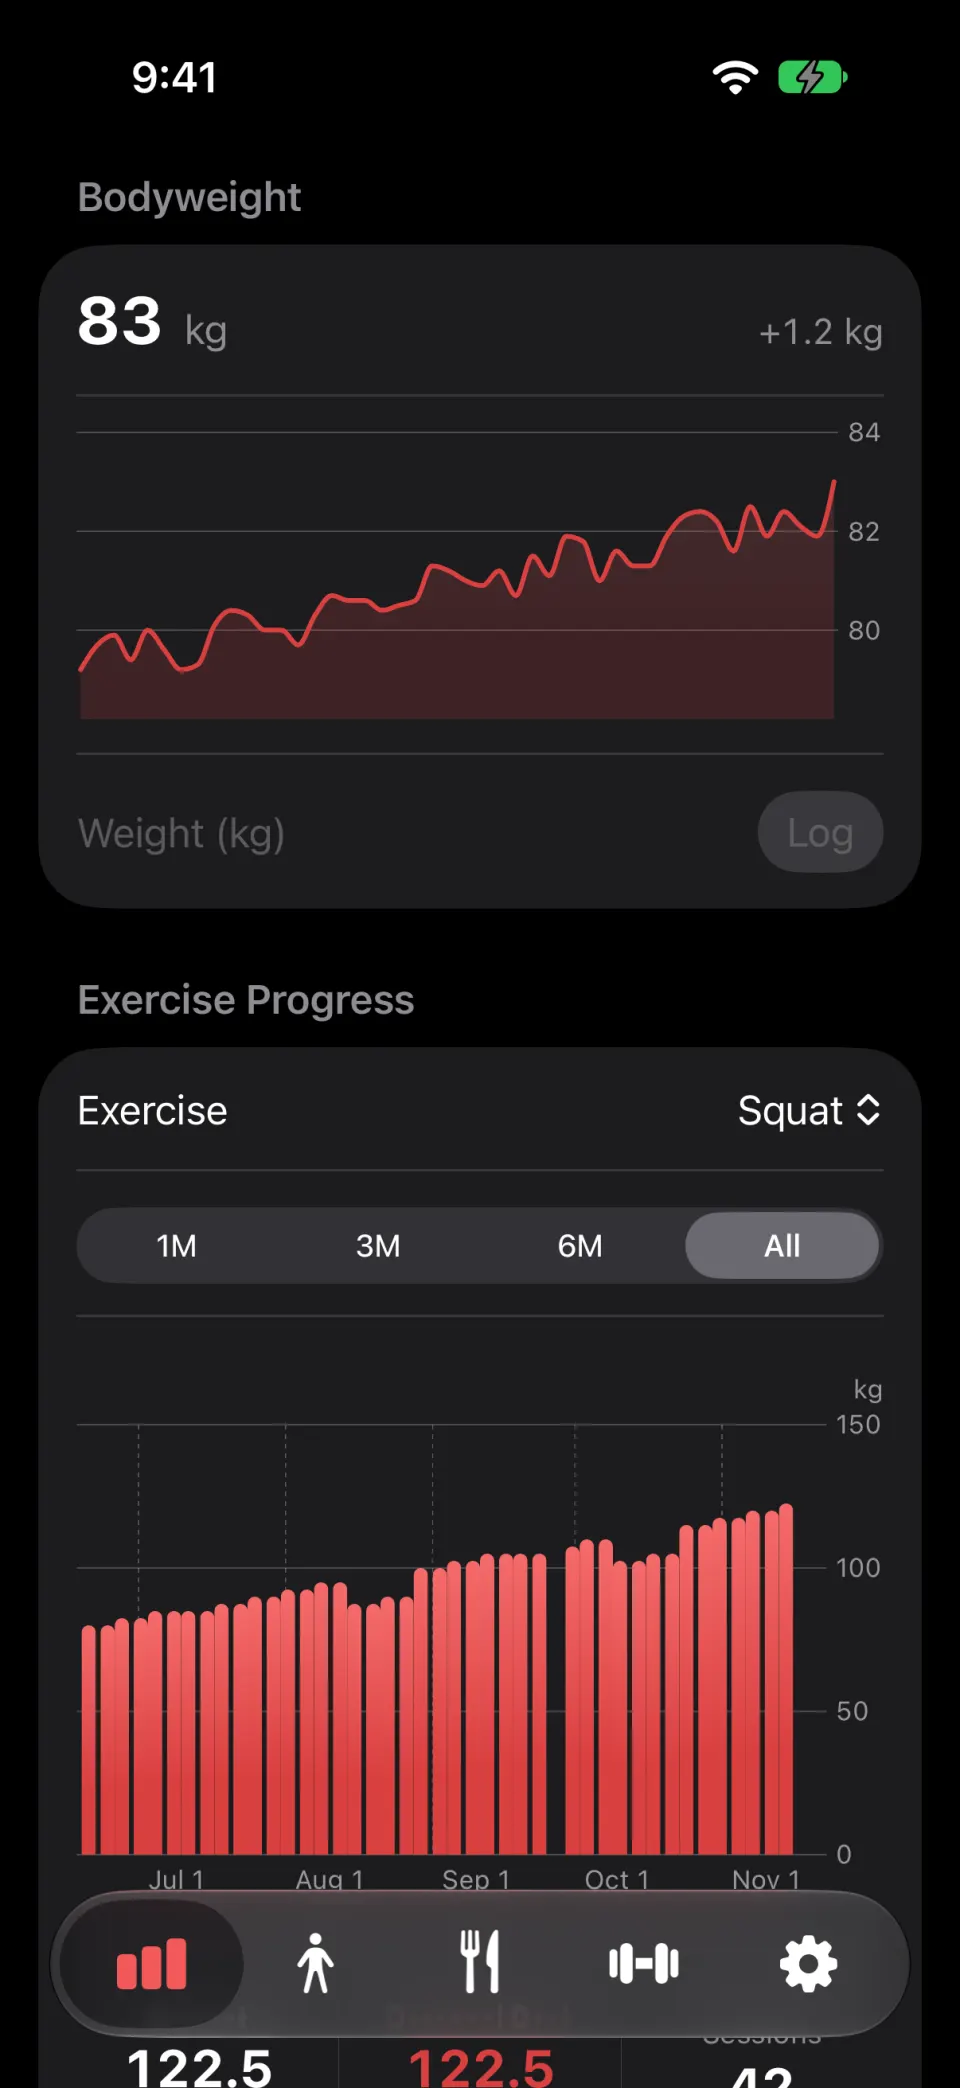 9:41
Bodyweight
83 kg
+1.2 kg
84
82
80
Weight (kg)
Log
Exercise Progress
Exercise
Squat
1M 3M 6M All
kg
150
100
50
0
Jul 1 Aug 1 Sep 1 Oct 1 Nov 1
Sessions
122.5 122.5 42